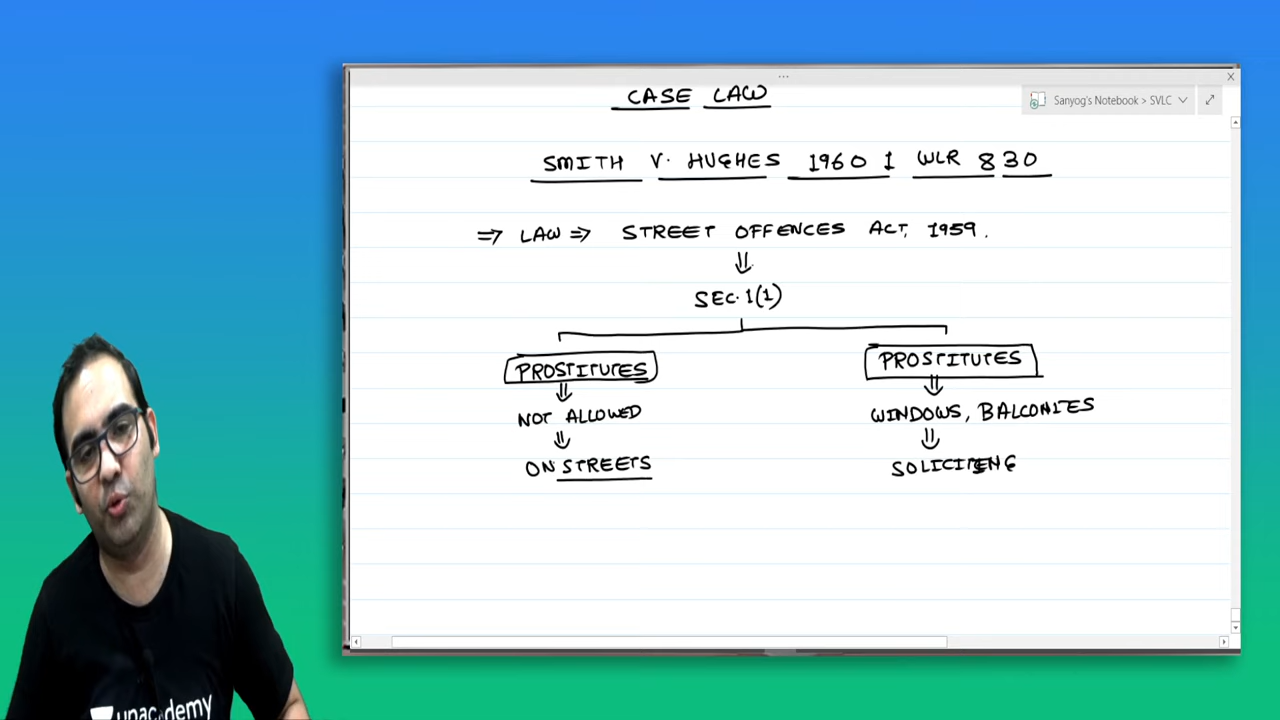 CASE LAW
Sanyog's Notebook > SVLC
SMITH V. HUGHES 1960 1 WLR 830
⇒ LAW ⇒ STREET OFFENCES ACT, 1959.
⇓
SEC. 1(1)
PROSTITUTES PROSTITUTES
⇓ ⇓
NOT ALLOWED WINDOWS, BALCONIES
⇓ ⇓
ON STREETS SOLICITING
unacademy